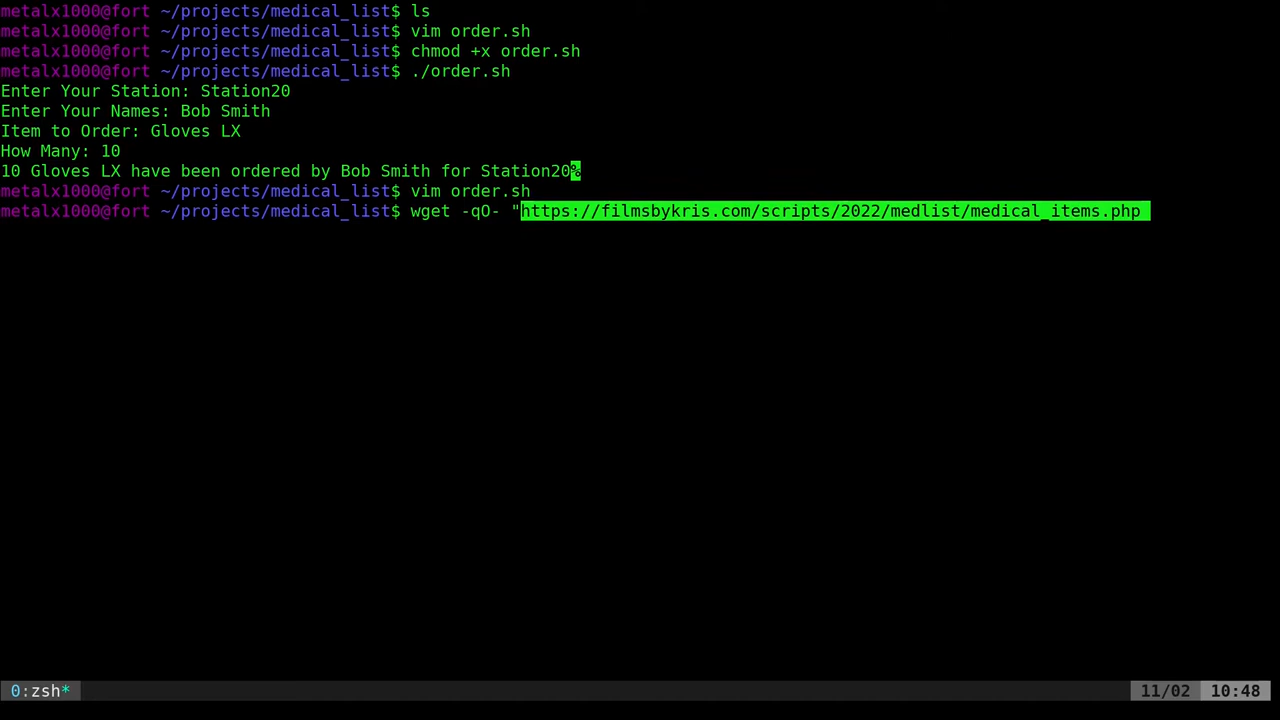 metalx1000@fort ~/projects/medical_list$ ls
metalx1000@fort ~/projects/medical_list$ vim order.sh
metalx1000@fort ~/projects/medical_list$ chmod +x order.sh
metalx1000@fort ~/projects/medical_list$ ./order.sh
Enter Your Station: Station20
Enter Your Names: Bob Smith
Item to Order: Gloves LX
How Many: 10
10 Gloves LX have been ordered by Bob Smith for Station20%
metalx1000@fort ~/projects/medical_list$ vim order.sh
metalx1000@fort ~/projects/medical_list$ wget -qO- "https://filmsbykris.com/scripts/2022/medlist/medical_items.php
0:zsh* 11/02 10:48